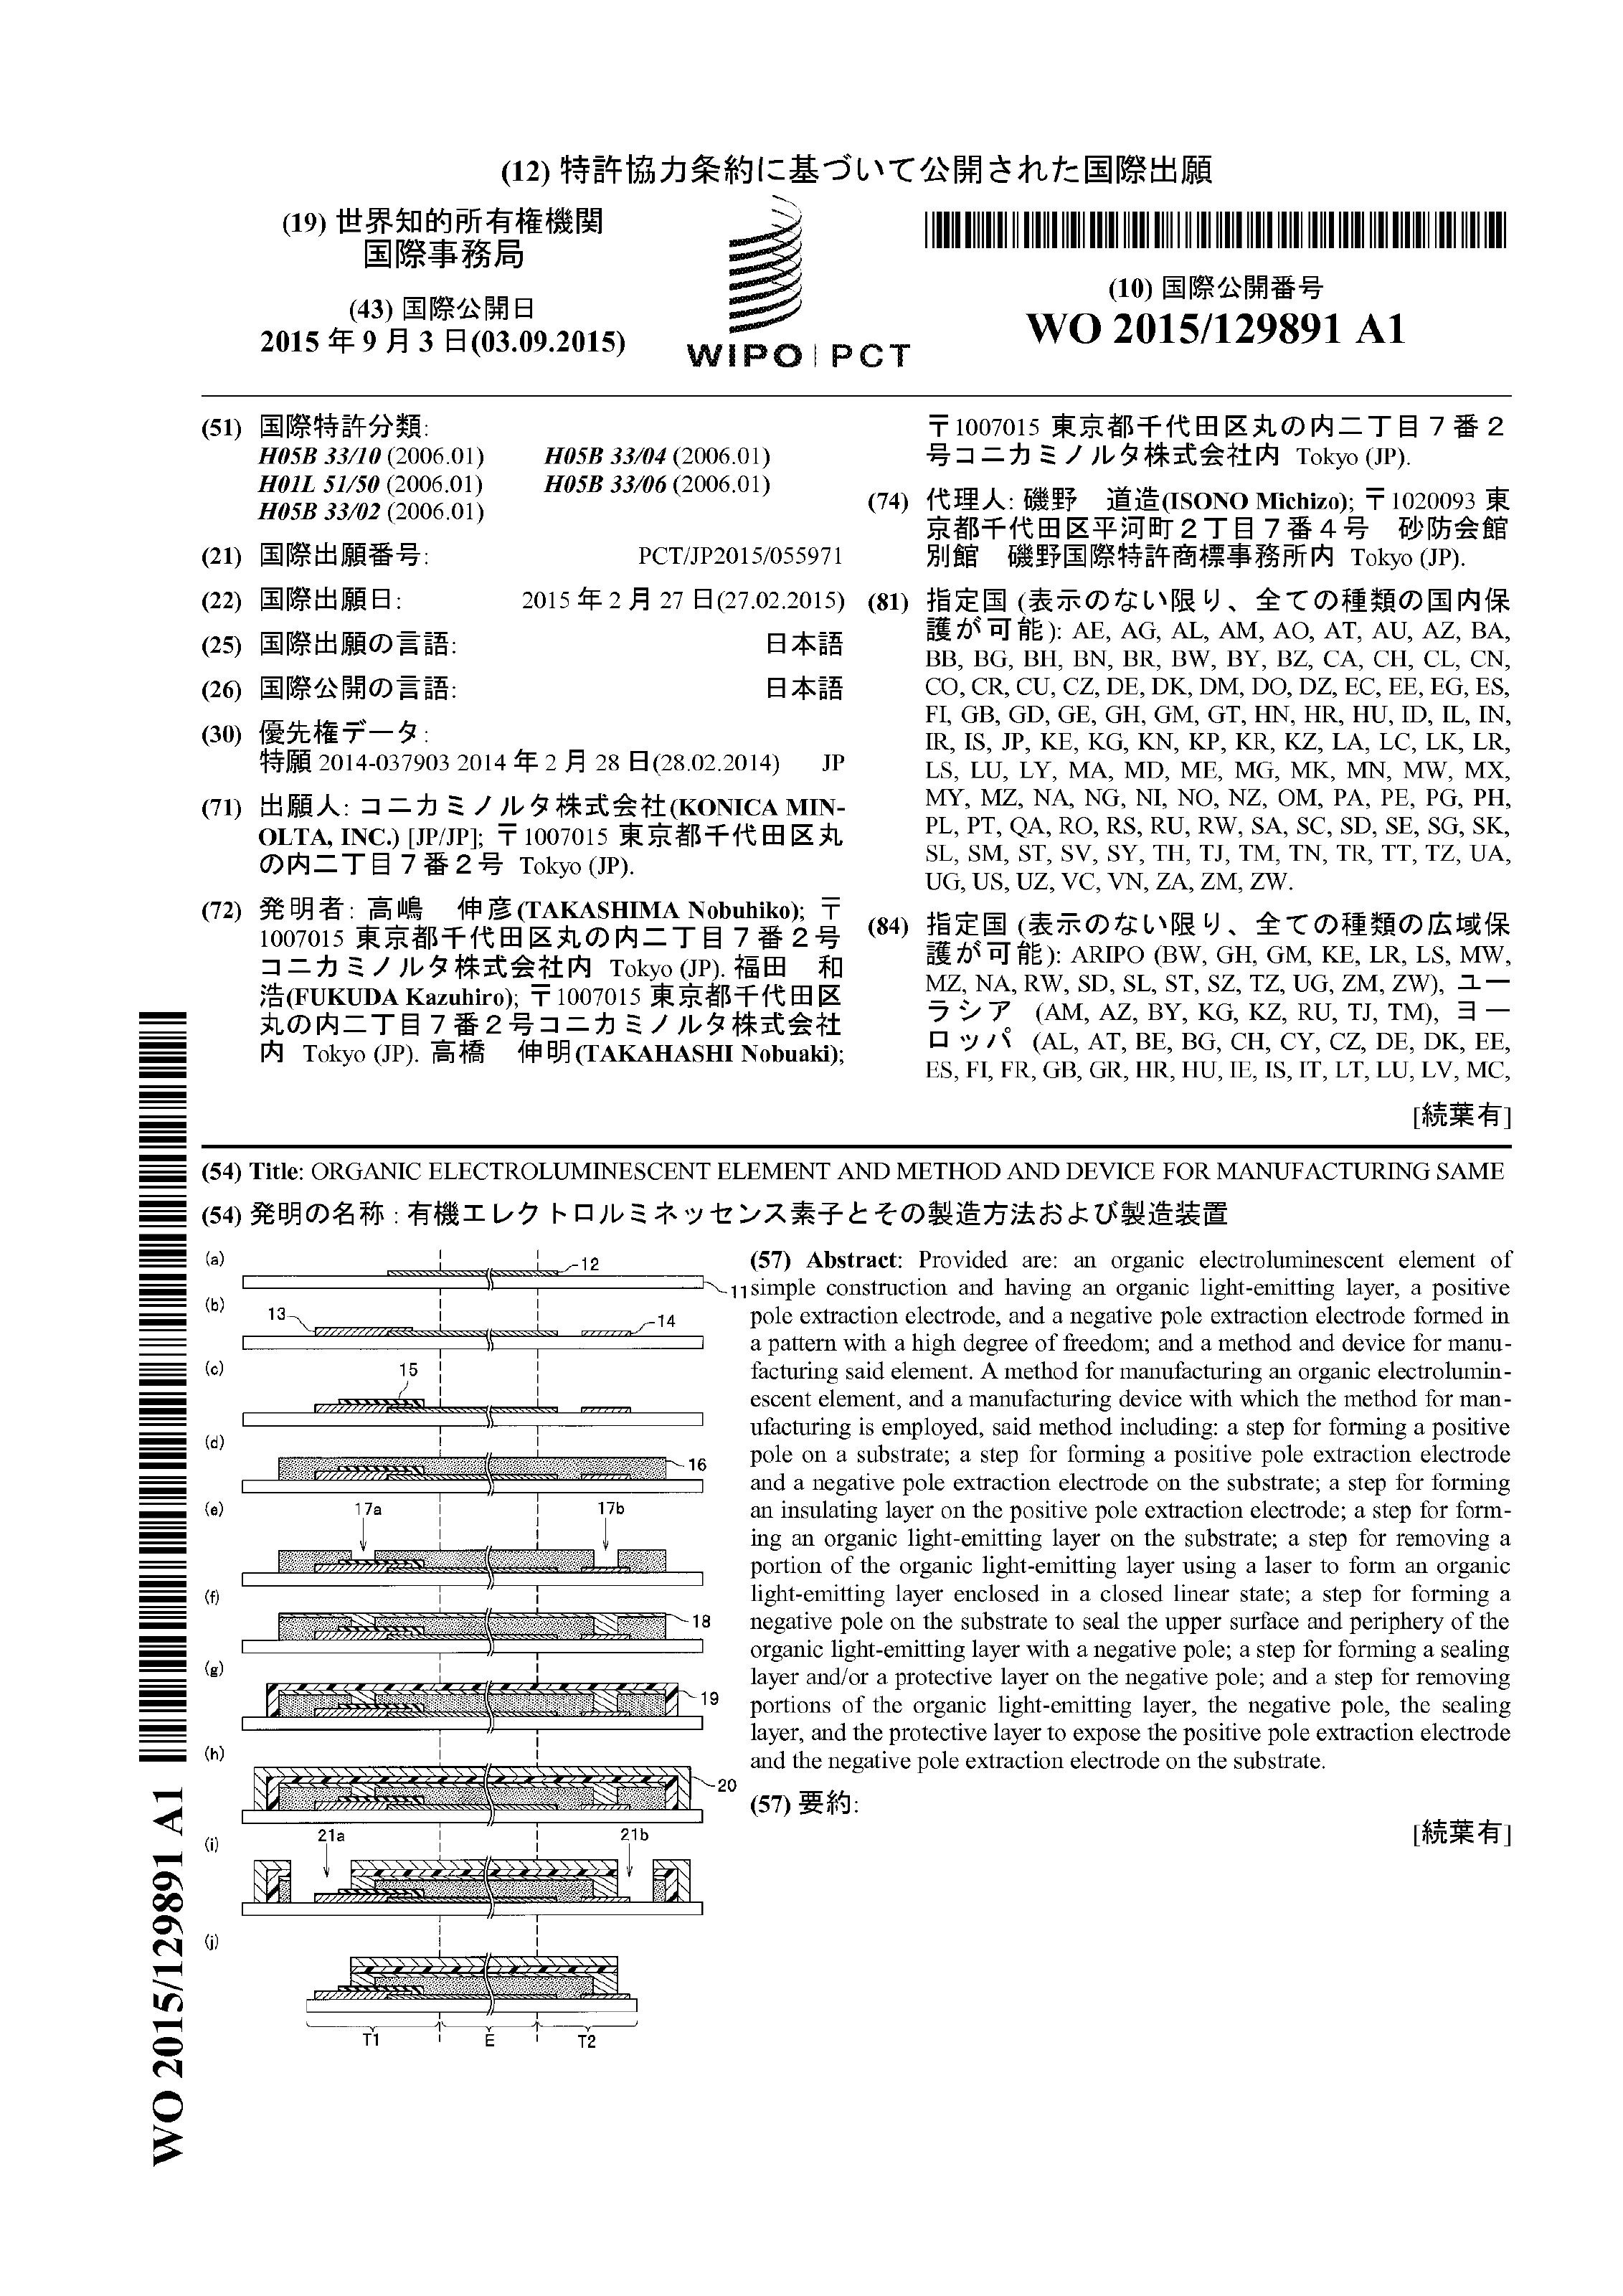 (12) 特許協力条約に基づいて公開された国際出願
(19) 世界知的所有権機関
国際事務局
(43) 国際公開日
2015 年 9 月 3 日(03.09.2015)
WIPO | PCT
(10) 国際公開番号
WO 2015/129891 A1
(51) 国際特許分類:
H05B 33/10 (2006.01) H05B 33/04 (2006.01)
H01L 51/50 (2006.01) H05B 33/06 (2006.01)
H05B 33/02 (2006.01)
(21) 国際出願番号: PCT/JP2015/055971
(22) 国際出願日: 2015 年 2 月 27 日(27.02.2015)
(25) 国際出願の言語: 日本語
(26) 国際公開の言語: 日本語
(30) 優先権データ:
特願 2014-037903 2014 年 2 月 28 日(28.02.2014) JP
(71) 出願人: コニカミノルタ株式会社(KONICA MIN-
OLTA, INC.) [JP/JP]; 〒1007015 東京都千代田区丸
の内二丁目7番2号 Tokyo (JP).
(72) 発明者: 高嶋 伸彦(TAKASHIMA Nobuhiko); 〒
1007015 東京都千代田区丸の内二丁目7番2号
コニカミノルタ株式会社内 Tokyo (JP). 福田 和
浩(FUKUDA Kazuhiro); 〒1007015 東京都千代田区
丸の内二丁目7番2号コニカミノルタ株式会社
内 Tokyo (JP). 高橋 伸明(TAKAHASHI Nobuaki);
〒1007015 東京都千代田区丸の内二丁目7番2
号コニカミノルタ株式会社内 Tokyo (JP).
(74) 代理人: 磯野 道造(ISONO Michizo); 〒1020093 東
京都千代田区平河町2丁目7番4号 砂防会館
別館 磯野国際特許商標事務所内 Tokyo (JP).
(81) 指定国 (表示のない限り、全ての種類の国内保
護が可能): AE, AG, AL, AM, AO, AT, AU, AZ, BA,
BB, BG, BH, BN, BR, BW, BY, BZ, CA, CH, CL, CN,
CO, CR, CU, CZ, DE, DK, DM, DO, DZ, EC, EE, EG, ES,
FI, GB, GD, GE, GH, GM, GT, HN, HR, HU, ID, IL, IN,
IR, IS, JP, KE, KG, KN, KP, KR, KZ, LA, LC, LK, LR,
LS, LU, LY, MA, MD, ME, MG, MK, MN, MW, MX,
MY, MZ, NA, NG, NI, NO, NZ, OM, PA, PE, PG, PH,
PL, PT, QA, RO, RS, RU, RW, SA, SC, SD, SE, SG, SK,
SL, SM, ST, SV, SY, TH, TJ, TM, TN, TR, TT, TZ, UA,
UG, US, UZ, VC, VN, ZA, ZM, ZW.
(84) 指定国 (表示のない限り、全ての種類の広域保
護が可能): ARIPO (BW, GH, GM, KE, LR, LS, MW,
MZ, NA, RW, SD, SL, ST, SZ, TZ, UG, ZM, ZW), ユー
ラシア (AM, AZ, BY, KG, KZ, RU, TJ, TM), ヨー
ロッパ (AL, AT, BE, BG, CH, CY, CZ, DE, DK, EE,
ES, FI, FR, GB, GR, HR, HU, IE, IS, IT, LT, LU, LV, MC,
[続葉有]
(54) Title: ORGANIC ELECTROLUMINESCENT ELEMENT AND METHOD AND DEVICE FOR MANUFACTURING SAME
(54) 発明の名称 : 有機エレクトロルミネッセンス素子とその製造方法および製造装置
(a)
12
11
(b)
13
14
(c)
15
(d)
16
(e)
17a
17b
(f)
18
(g)
19
(h)
20
(i)
21a
21b
(j)
T1
E
T2
(57) Abstract: Provided are: an organic electroluminescent element of
simple construction and having an organic light-emitting layer, a positive
pole extraction electrode, and a negative pole extraction electrode formed in
a pattern with a high degree of freedom; and a method and device for manu-
facturing said element. A method for manufacturing an organic electrolumin-
escent element, and a manufacturing device with which the method for man-
ufacturing is employed, said method including: a step for forming a positive
pole on a substrate; a step for forming a positive pole extraction electrode
and a negative pole extraction electrode on the substrate; a step for forming
an insulating layer on the positive pole extraction electrode; a step for form-
ing an organic light-emitting layer on the substrate; a step for removing a
portion of the organic light-emitting layer using a laser to form an organic
light-emitting layer enclosed in a closed linear state; a step for forming a
negative pole on the substrate to seal the upper surface and periphery of the
organic light-emitting layer with a negative pole; a step for forming a sealing
layer and/or a protective layer on the negative pole; and a step for removing
portions of the organic light-emitting layer, the negative pole, the sealing
layer, and the protective layer to expose the positive pole extraction electrode
and the negative pole extraction electrode on the substrate.
(57) 要約:
[続葉有]
WO 2015/129891 A1